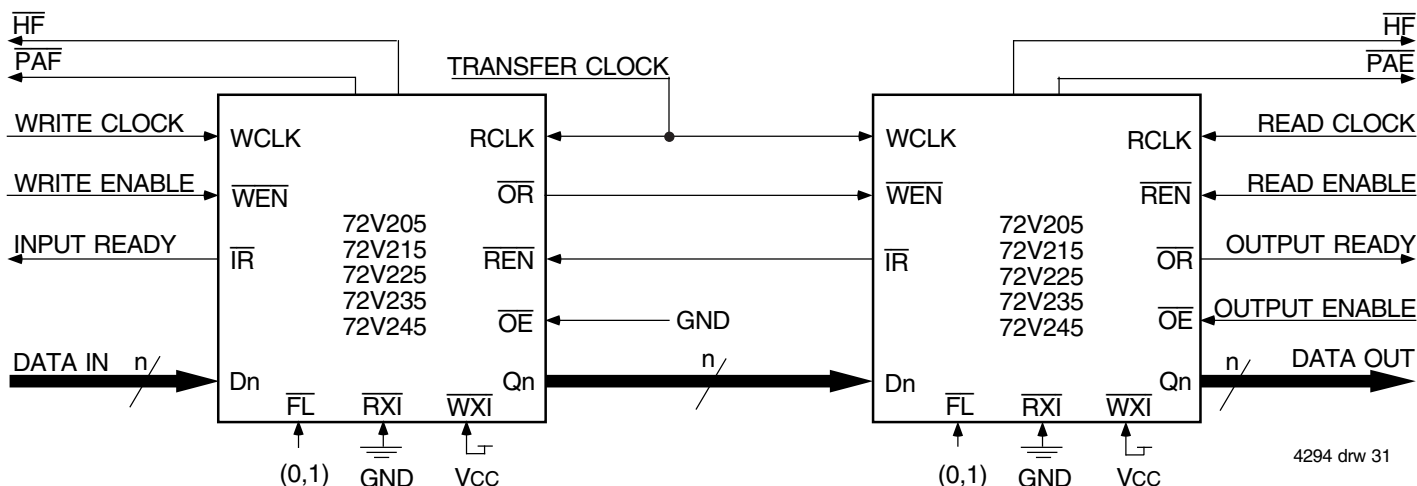 HF
HF
PAF
TRANSFER CLOCK
PAE
WRITE CLOCK
WCLK
RCLK
WCLK
RCLK
READ CLOCK
WRITE ENABLE
WEN
OR
WEN
REN
READ ENABLE
72V205
72V215
72V225
72V235
72V245
72V205
72V215
72V225
72V235
72V245
INPUT READY
IR
REN
IR
OR
OUTPUT READY
OE
GND
OE
OUTPUT ENABLE
DATA IN
n
Dn
Qn
n
Dn
Qn
n
DATA OUT
FL
RXI
WXI
FL
RXI
WXI
(0,1)
GND
VCC
(0,1)
GND
VCC
4294 drw 31